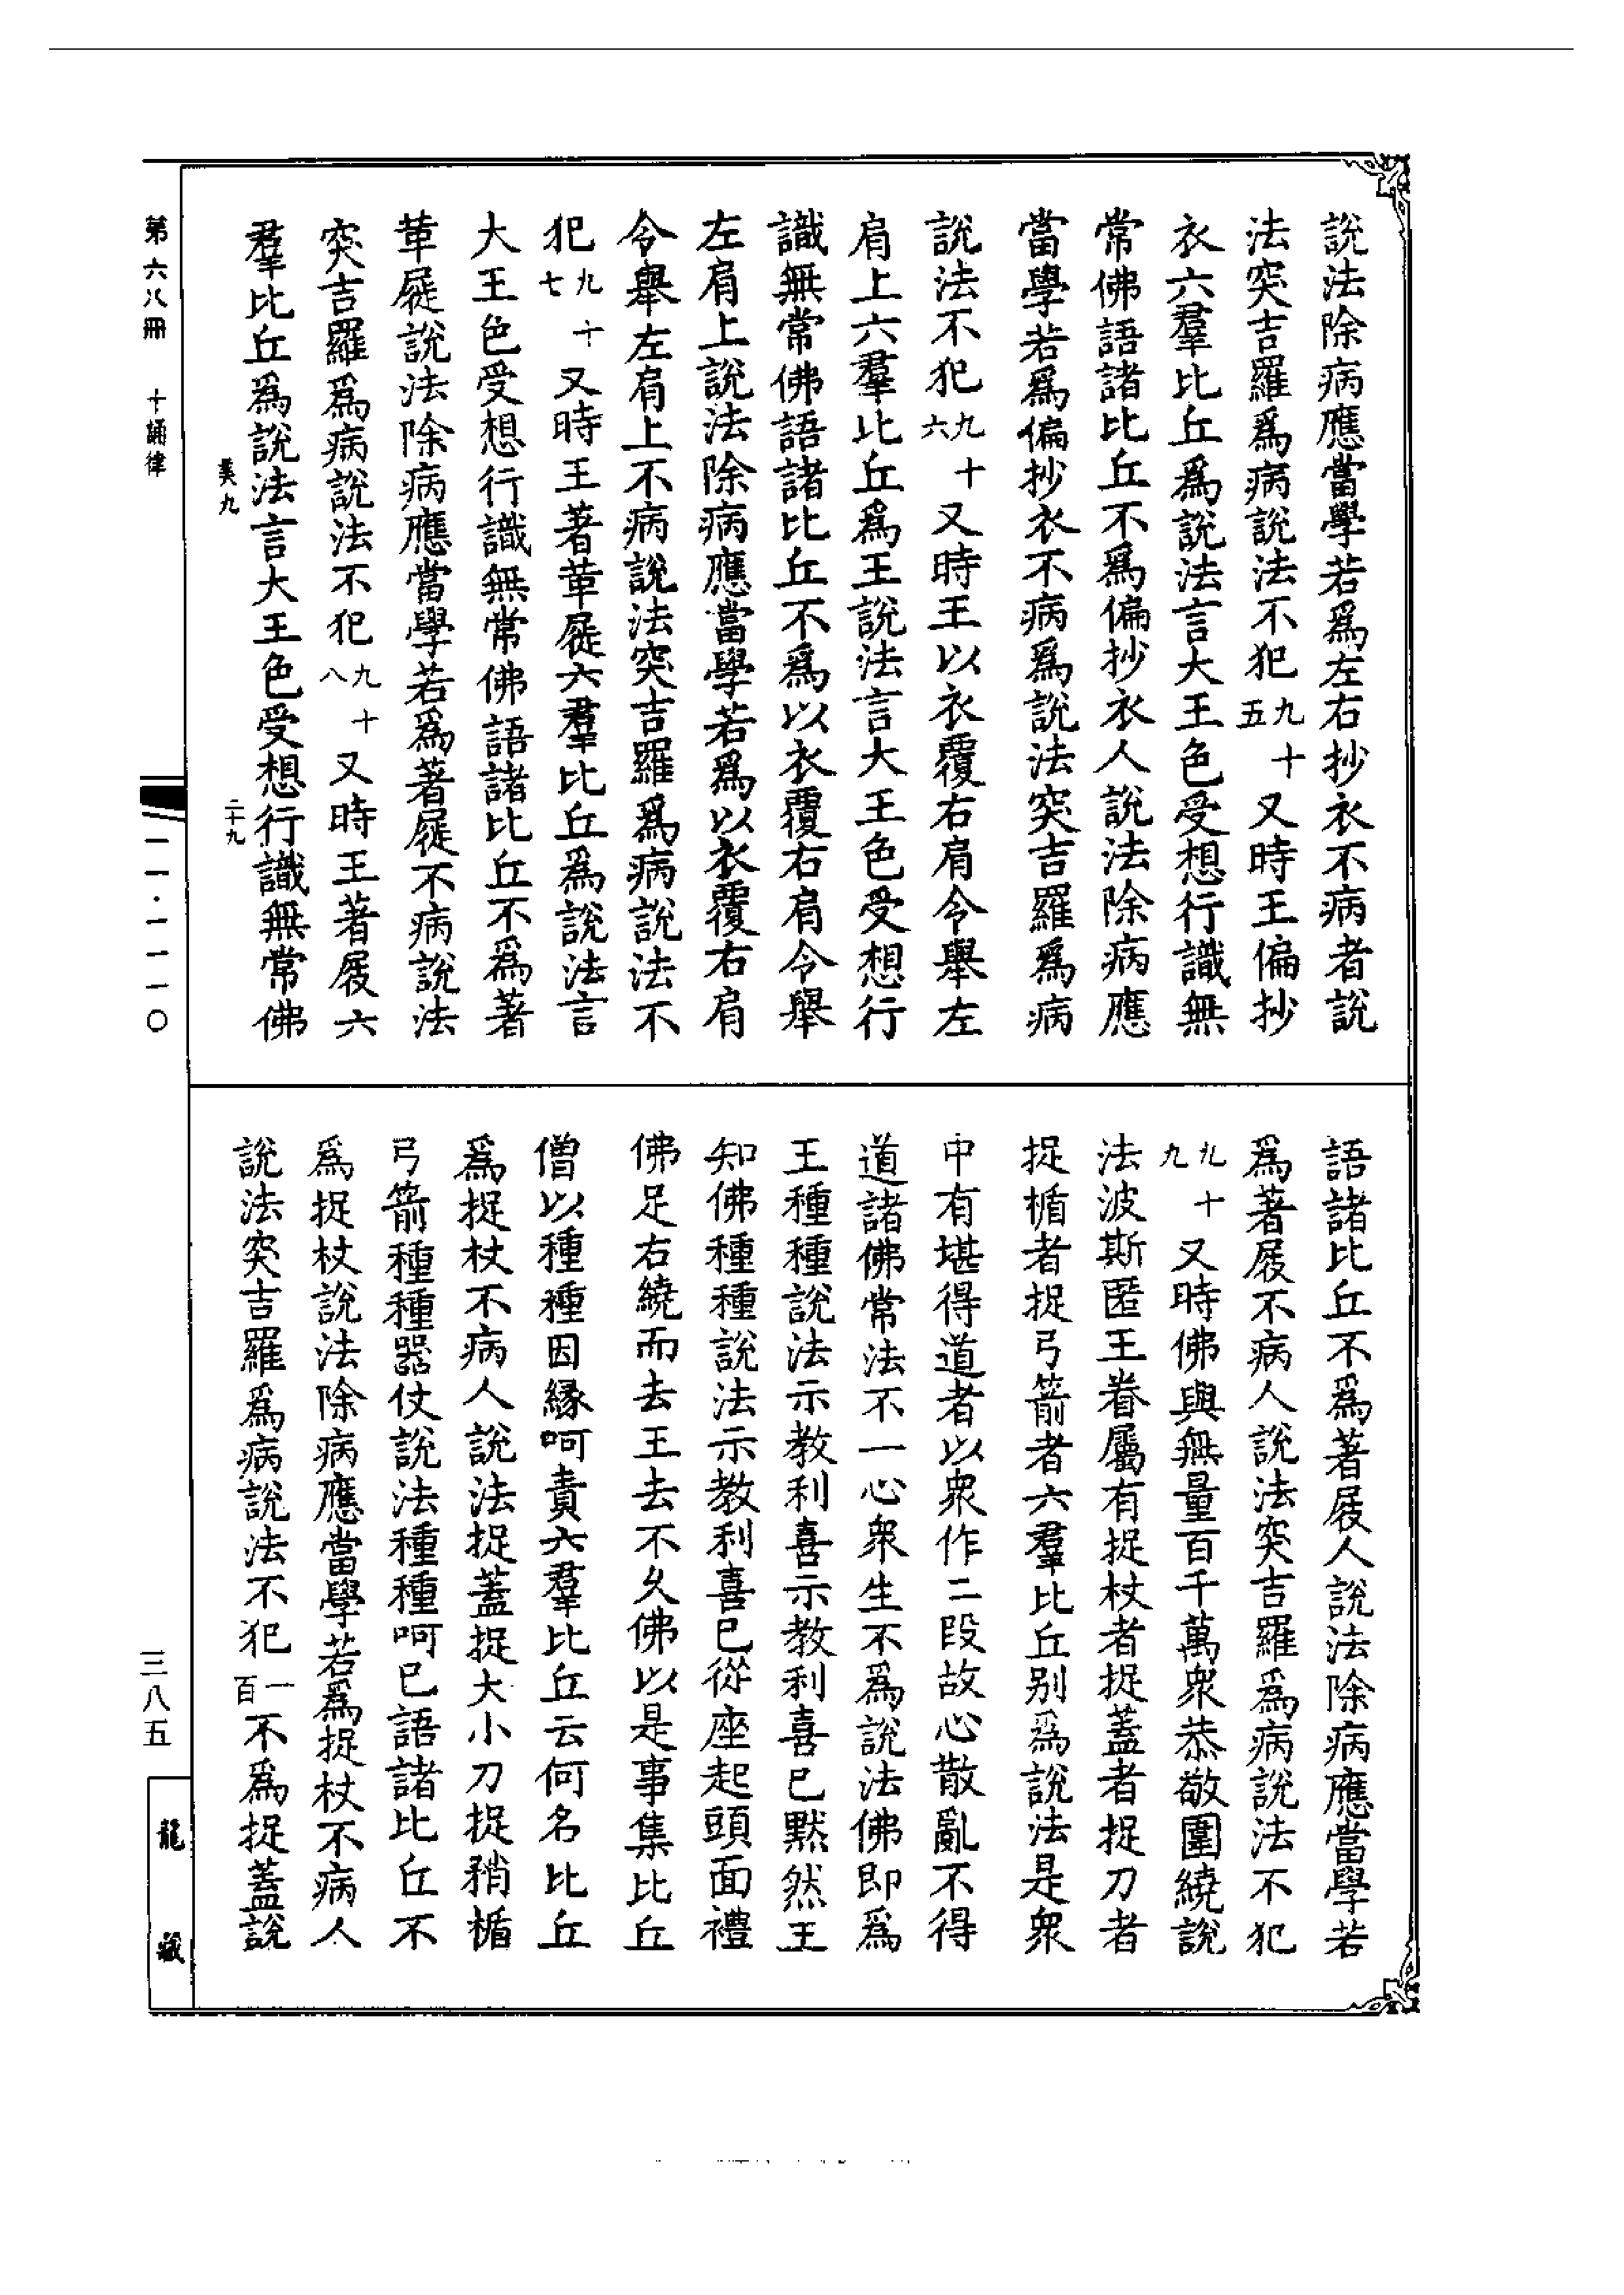 說法除病應當學若爲左右抄衣不病者說
法突吉羅爲病說法不犯九十五又時王偏抄
衣六羣比丘爲說法言大王色受想行識無
常佛語諸比丘不爲偏抄衣人說法除病應
當學若爲偏抄衣不病爲說法突吉羅爲病
說法不犯九十六又時王以衣覆右肩令舉左
肩上六羣比丘爲王說法言大王色受想行
識無常佛語諸比丘不爲以衣覆右肩令舉
左肩上說法除病應當學若爲以衣覆右肩
令舉左肩上不病說法突吉羅爲病說法不
犯九十七又時王著革屣六羣比丘爲說法言
大王色受想行識無常佛語諸比丘不爲著
革屣說法除病應當學若爲著屣不病說法
突吉羅爲病說法不犯九十八又時王著屐六
羣比丘爲說法言大王色受想行識無常佛
語諸比丘不爲著屐人說法除病應當學若
爲著屐不病人說法突吉羅爲病說法不犯
九十九又時佛與無量百千萬衆恭敬圍繞說
法波斯匿王眷屬有捉杖者捉蓋者捉刀者
捉楯者捉弓箭者六羣比丘別爲說法是衆
中有堪得道者以衆作二段故心散亂不得
道諸佛常法不一心衆生不爲說法佛即爲
王種種說法示教利喜示教利喜已默然王
知佛種種說法示教利喜已從座起頭面禮
佛足右繞而去王去不久佛以是事集比丘
僧以種種因緣呵責六羣比丘云何名比丘
爲捉杖不病人說法捉蓋捉大小刀捉矟楯
弓箭種種器仗說法種種呵已語諸比丘不
爲捉杖說法除病應當學若爲捉杖不病人
說法突吉羅爲病說法不犯一百不爲捉蓋說
第六八冊 十誦律
羹九
二十九
一一·一一一〇
三八五
龍藏